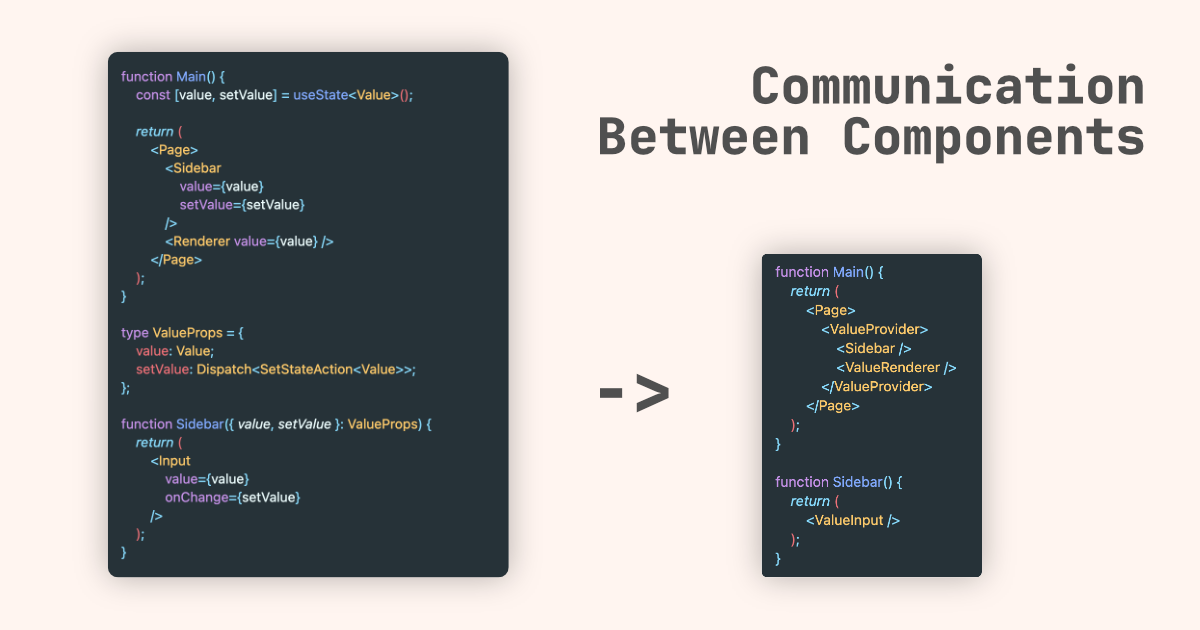 Communication
Between Components
function Main() {
  const [value, setValue] = useState<Value>();

  return (
    <Page>
      <Sidebar
        value={value}
        setValue={setValue}
      />
      <Renderer value={value} />
    </Page>
  );
}

type ValueProps = {
  value: Value;
  setValue: Dispatch<SetStateAction<Value>>;
};

function Sidebar({ value, setValue }: ValueProps) {
  return (
    <Input
      value={value}
      onChange={setValue}
    />
  );
}
->
function Main() {
  return (
    <Page>
      <ValueProvider>
        <Sidebar />
        <ValueRenderer />
      </ValueProvider>
    </Page>
  );
}

function Sidebar() {
  return (
    <ValueInput />
  );
}